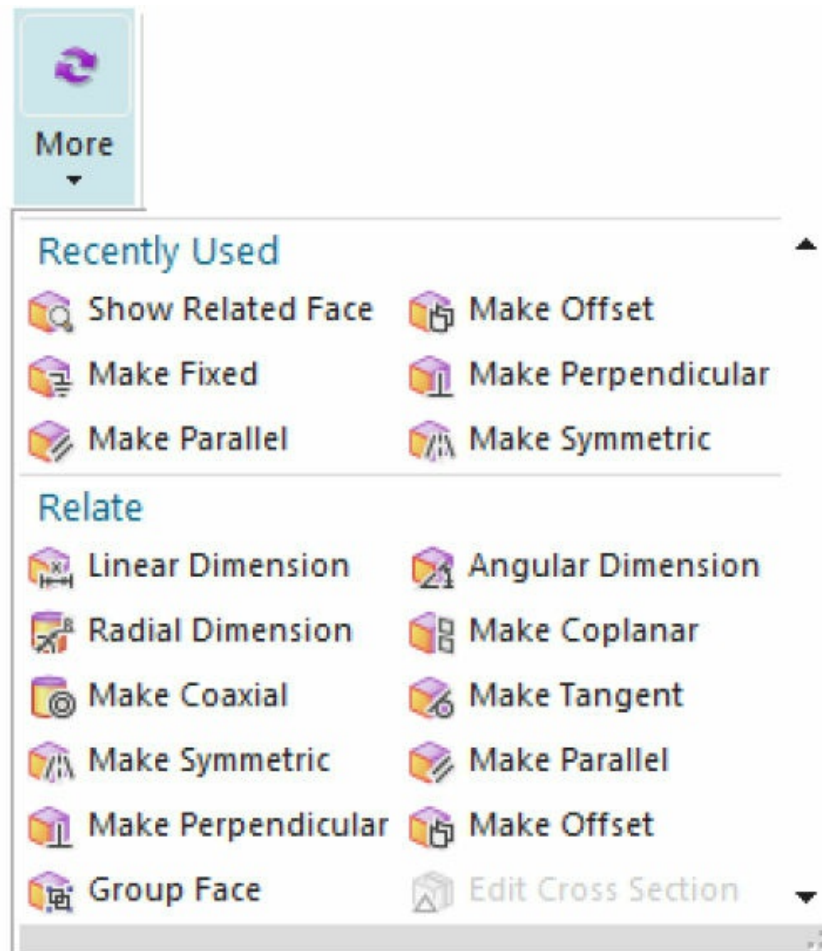 More
Recently Used
Show Related Face Make Offset
Make Fixed Make Perpendicular
Make Parallel Make Symmetric
Relate
Linear Dimension Angular Dimension
Radial Dimension Make Coplanar
Make Coaxial Make Tangent
Make Symmetric Make Parallel
Make Perpendicular Make Offset
Group Face Edit Cross Section